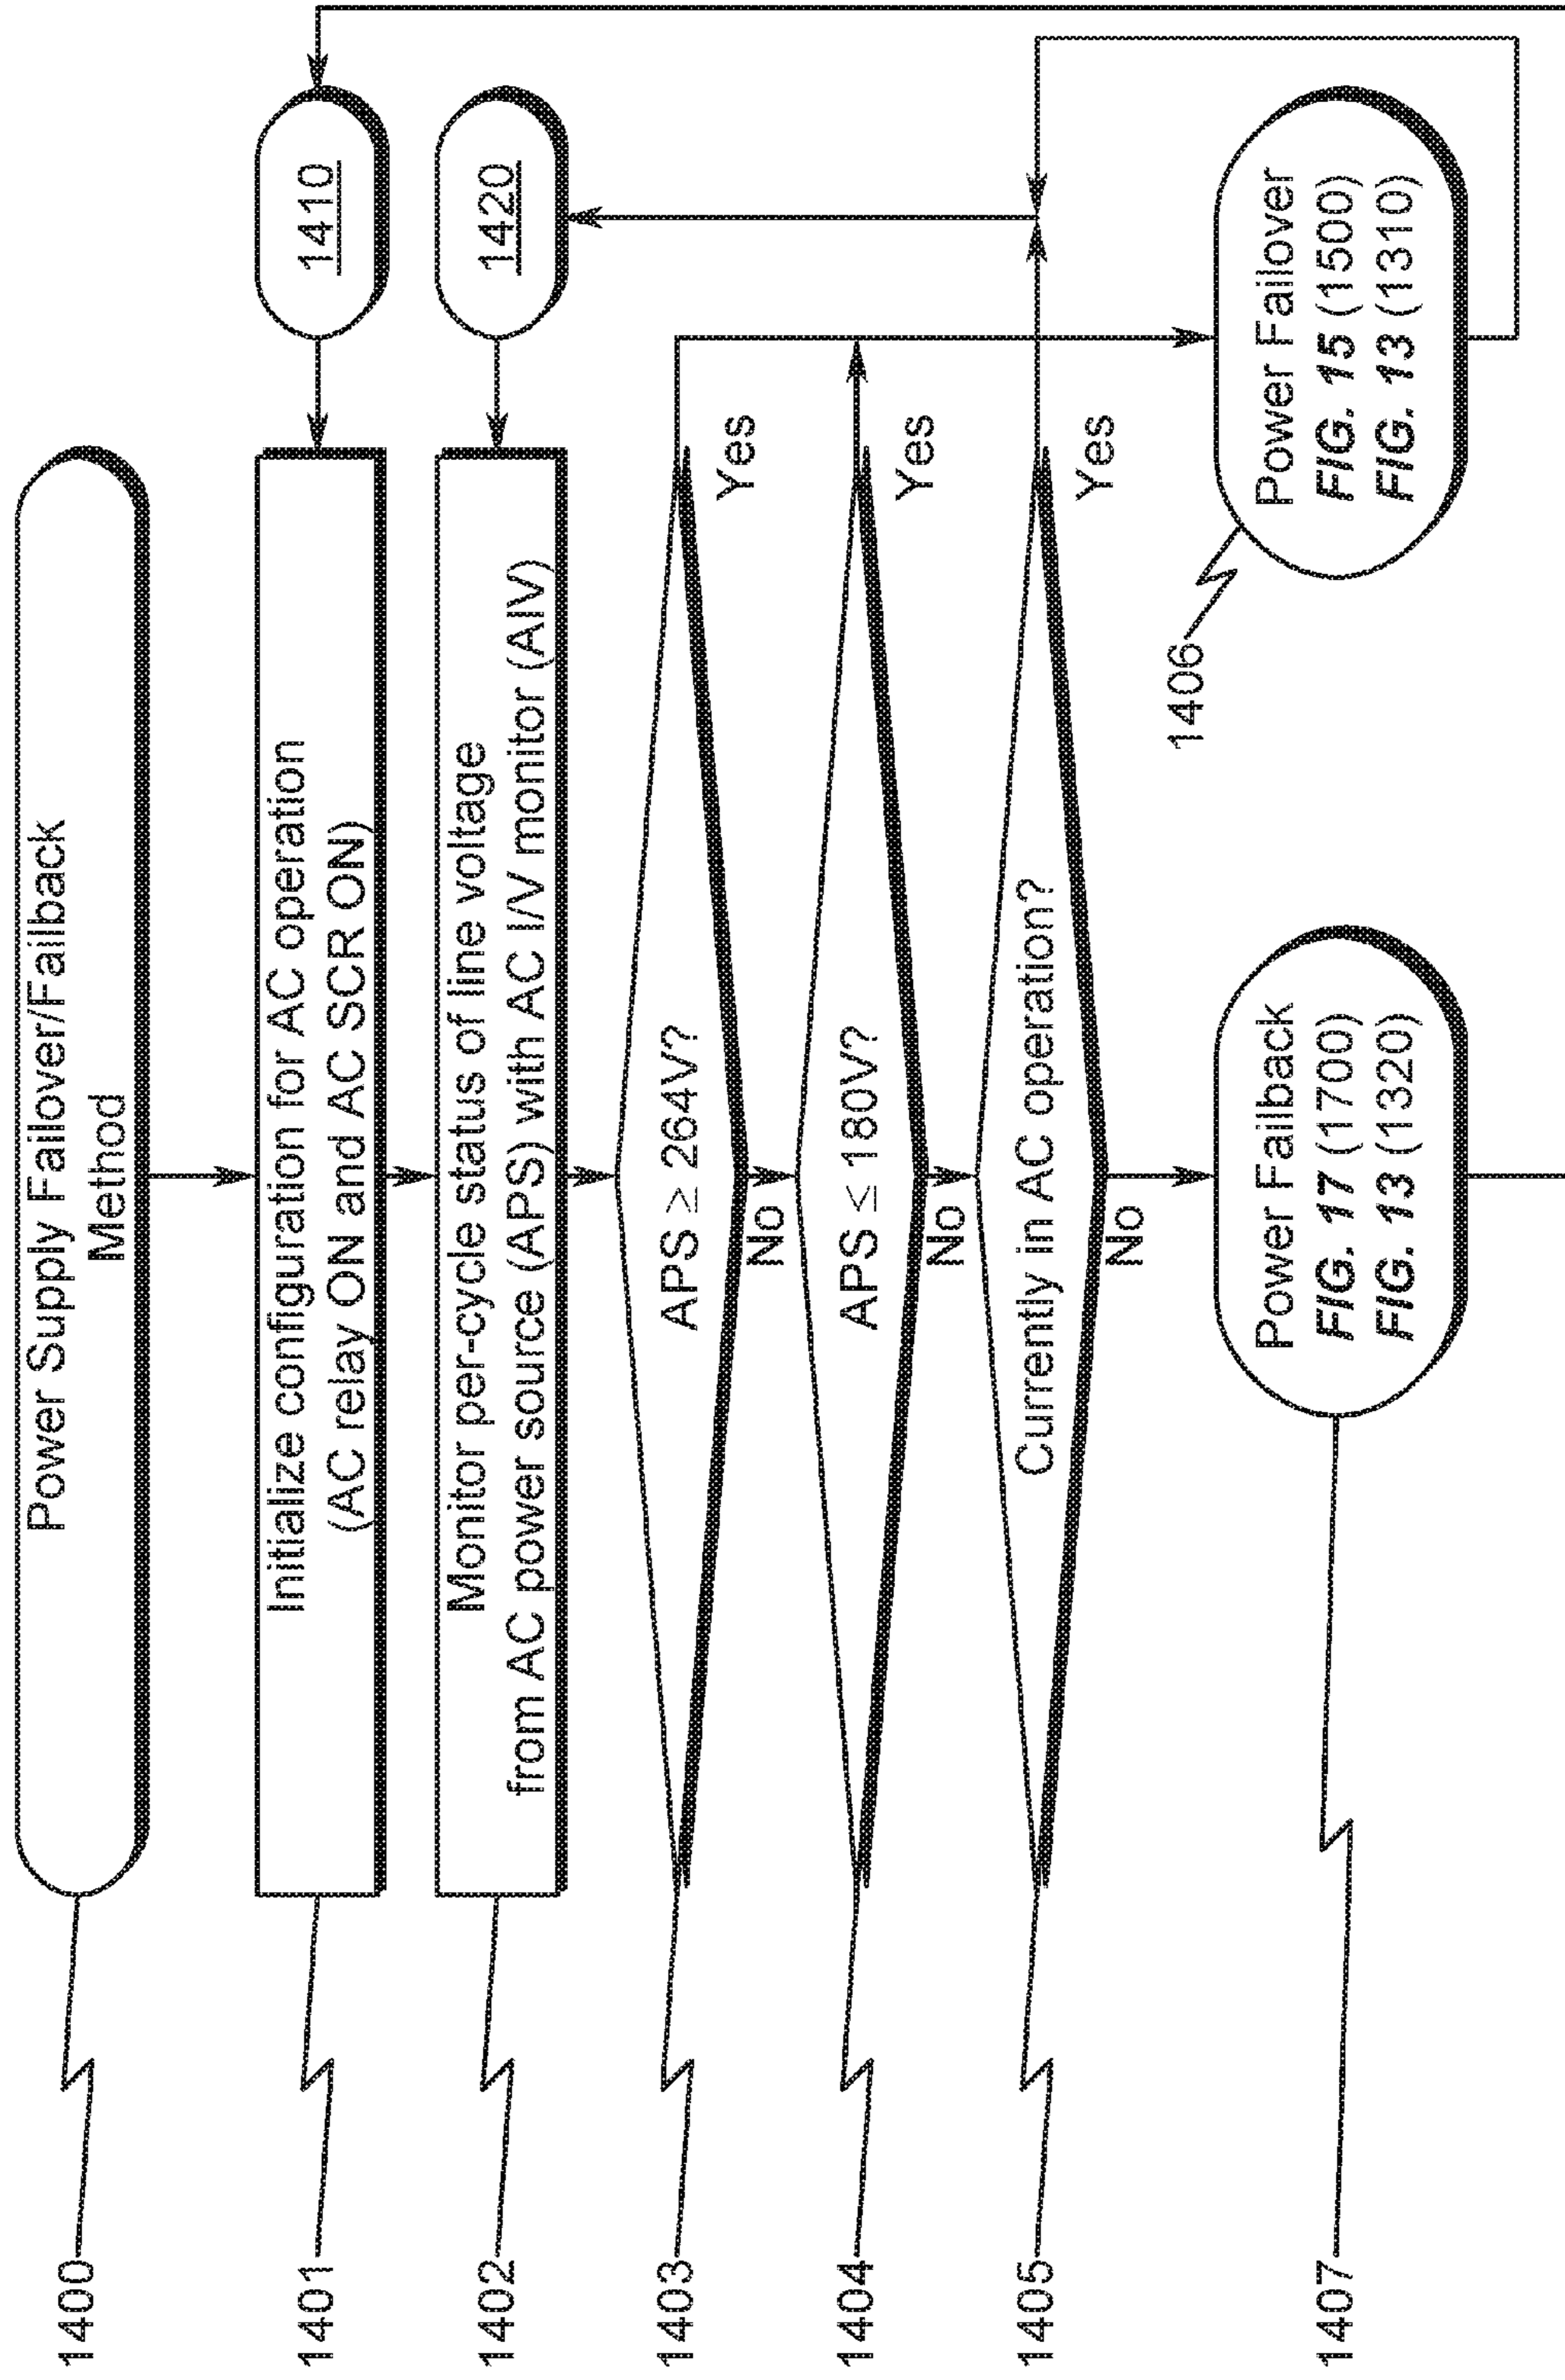 1400
Power Supply Failover/Failback
Method
1401
Initialize configuration for AC operation
(AC relay ON and AC SCR ON)
1410
1402
Monitor per-cycle status of line voltage
from AC power source (APS) with AC I/V monitor (AIV)
1420
1403
APS ≥ 264V?
Yes
No
1404
APS ≤ 180V?
Yes
No
1405
Currently in AC operation?
Yes
No
1406
Power Failover
FIG. 15 (1500)
FIG. 13 (1310)
1407
Power Failback
FIG. 17 (1700)
FIG. 13 (1320)